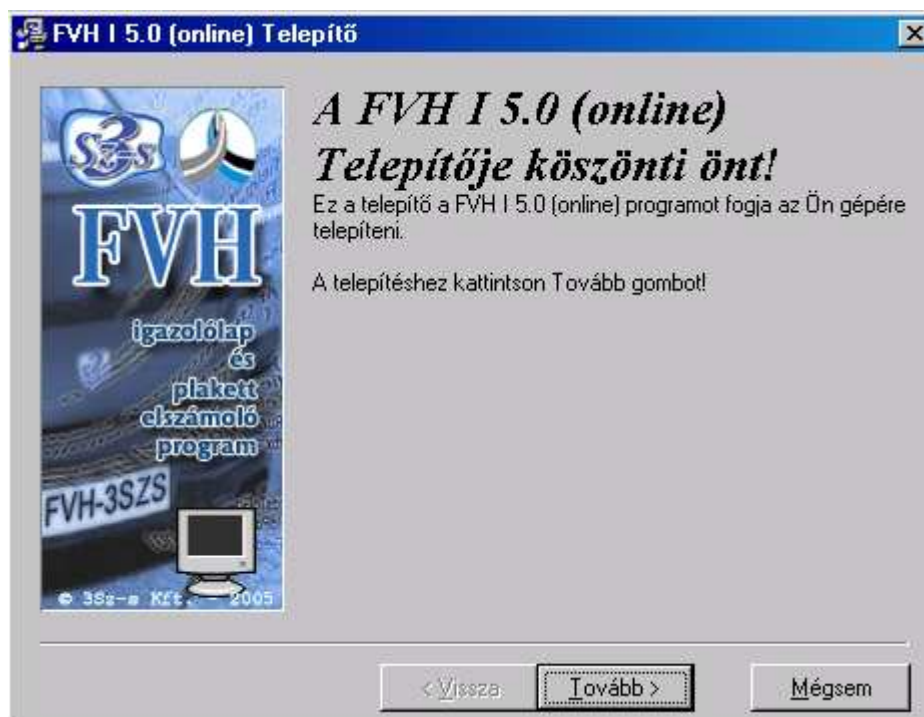 FVH I 5.0 (online) Telepítő
A FVH I 5.0 (online)
Telepítője köszönti önt!
Ez a telepítő a FVH I 5.0 (online) programot fogja az Ön gépére
telepíteni.
A telepítéshez kattintson Tovább gombot!
3
Sz-s
FVH
igazolólap
és
plakett
elszámoló
program
FVH-3SZS
© 3Sz-s Kft. - 2005
< Vissza
Tovább >
Mégsem